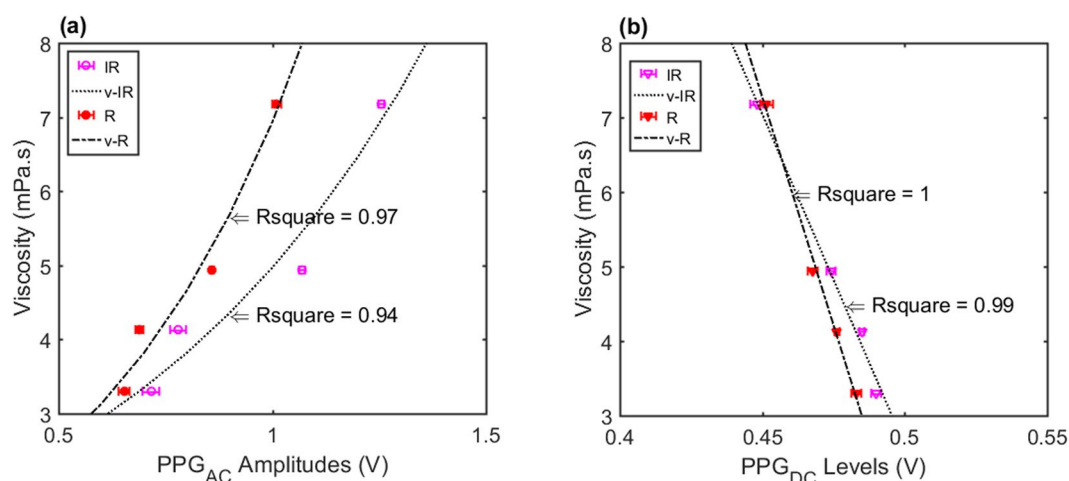 (a)
8
7
6
5
4
3
Viscosity (mPa.s)
IR
v-IR
R
v-R
⇐ Rsquare = 0.97
⇐ Rsquare = 0.94
0.5
1
1.5
PPG_AC Amplitudes (V)
(b)
8
7
6
5
4
3
Viscosity (mPa.s)
IR
v-IR
R
v-R
⇐ Rsquare = 1
⇐ Rsquare = 0.99
0.4
0.45
0.5
0.55
PPG_DC Levels (V)